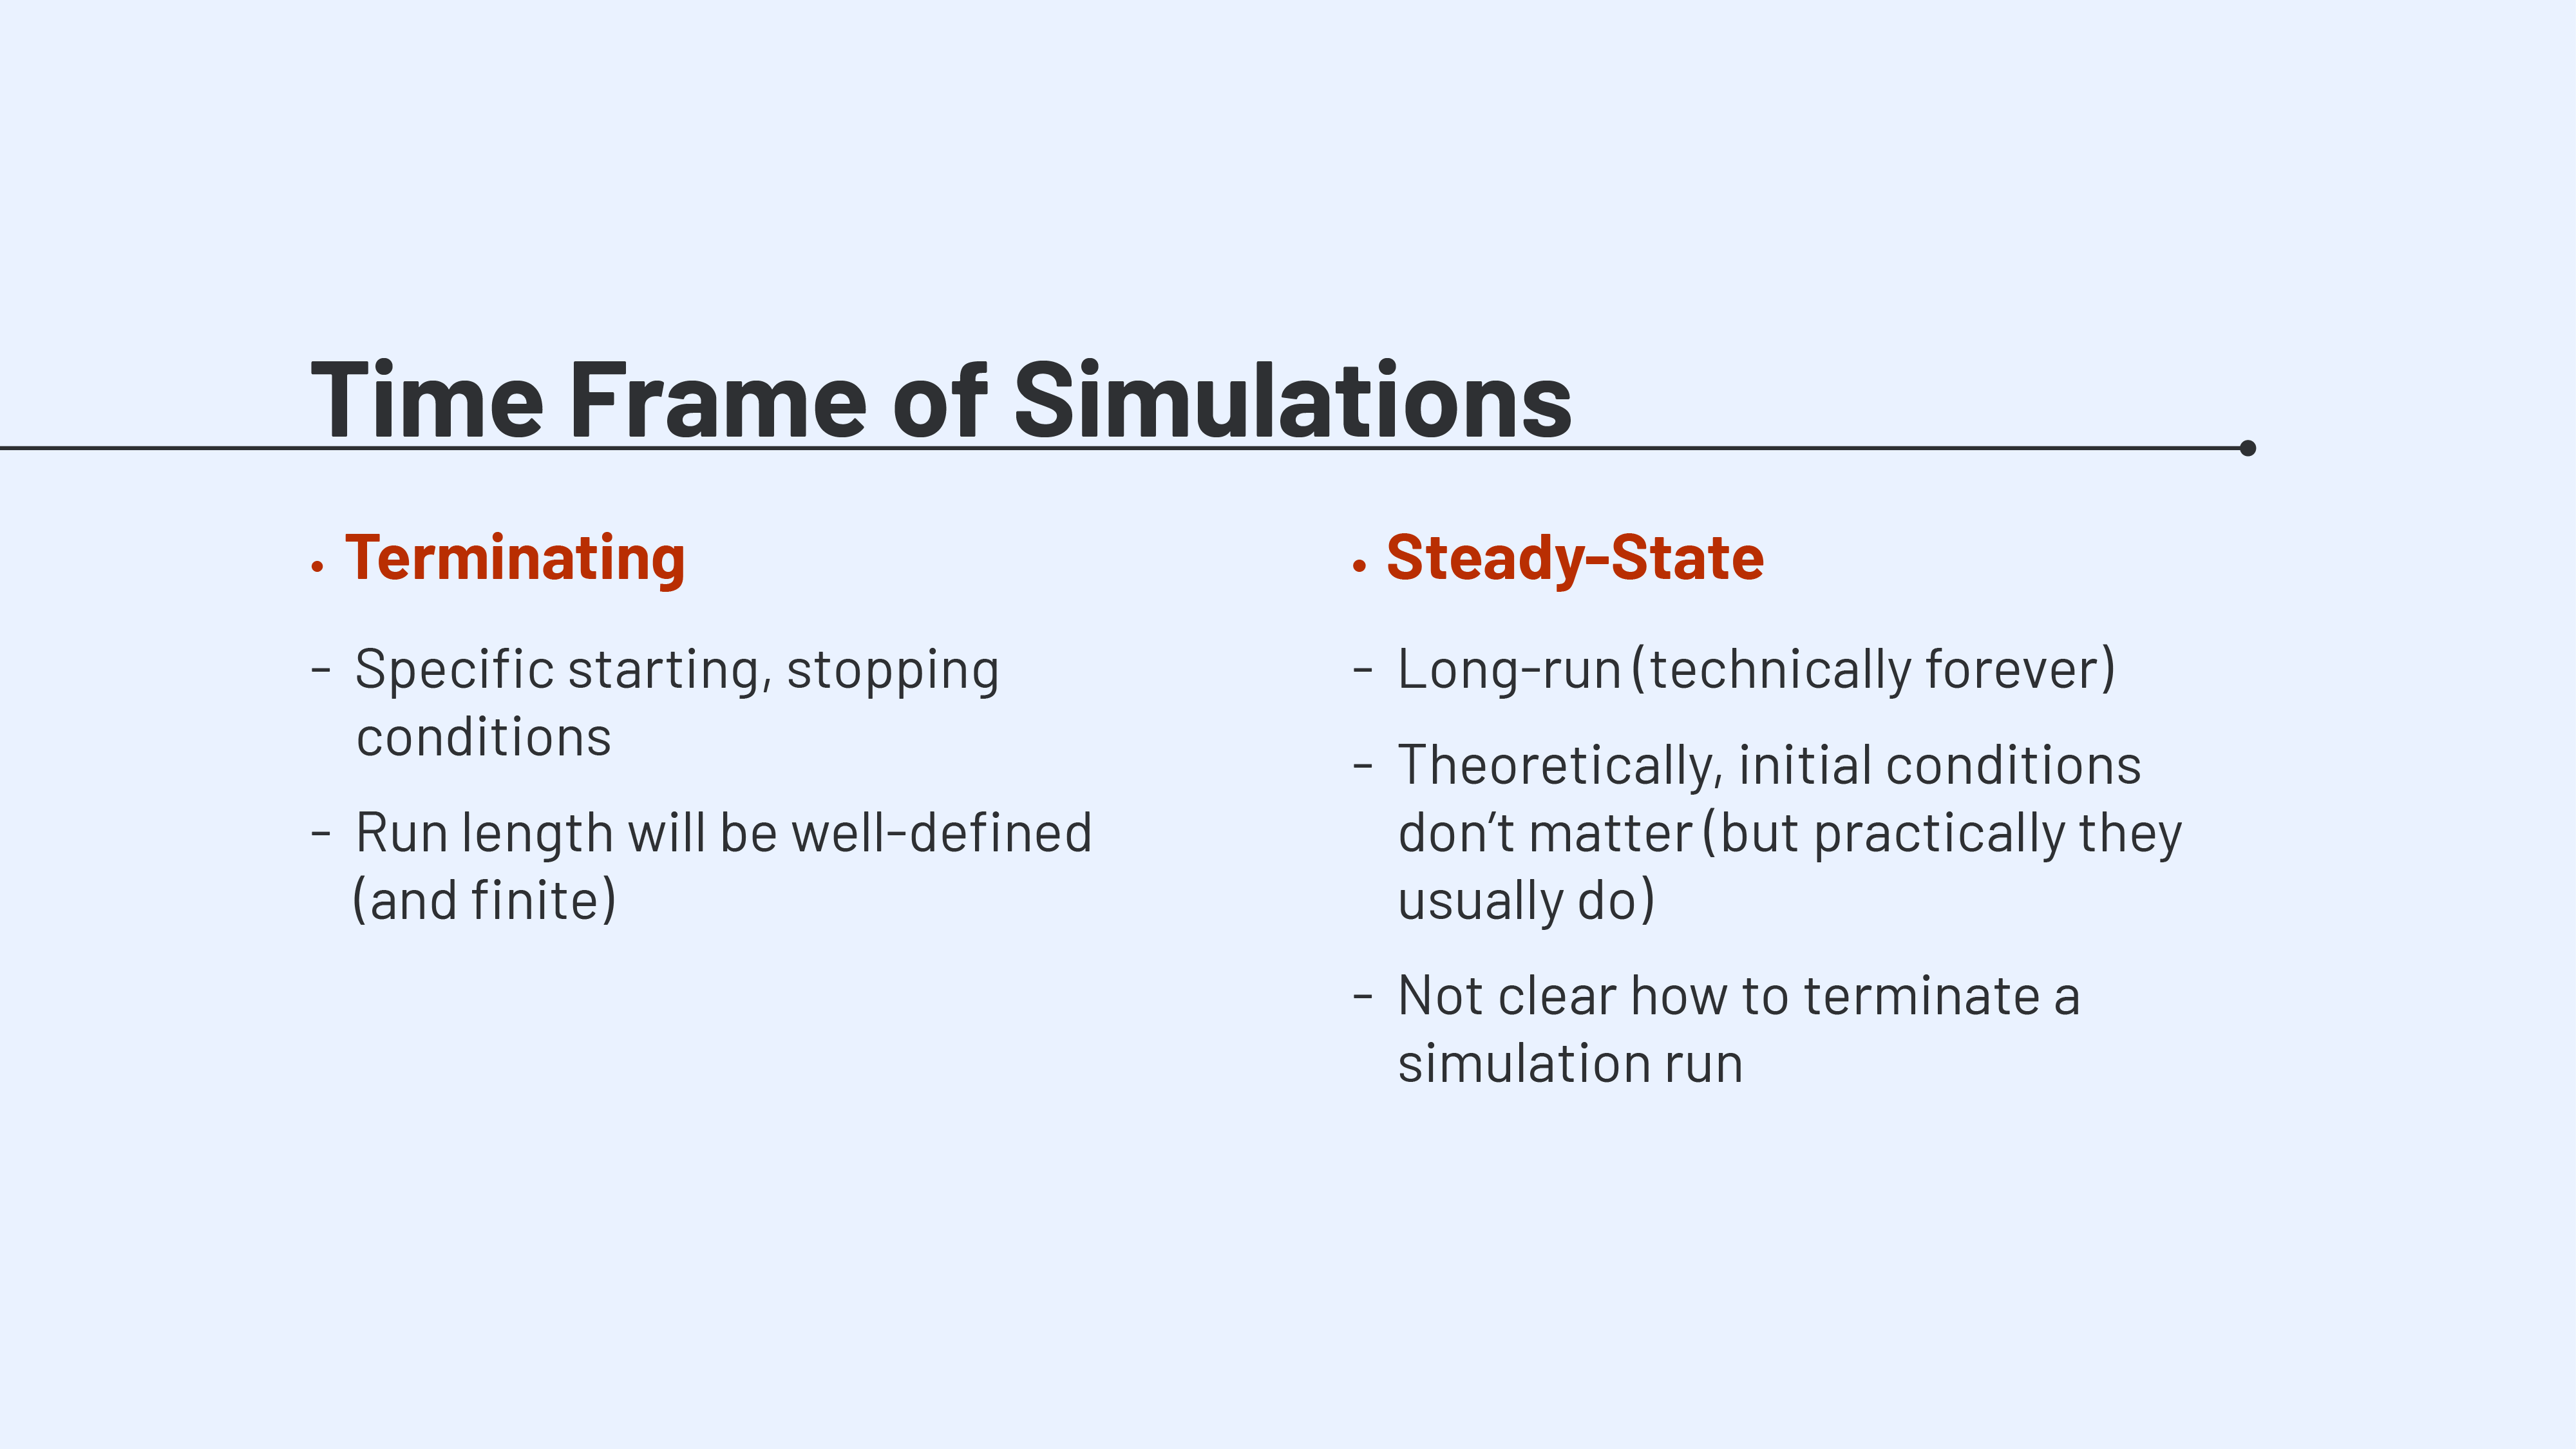 Time Frame of Simulations
• Terminating
- Specific starting, stopping
conditions
- Run length will be well-defined
(and finite)
• Steady-State
- Long-run (technically forever)
- Theoretically, initial conditions
don’t matter (but practically they
usually do)
- Not clear how to terminate a
simulation run